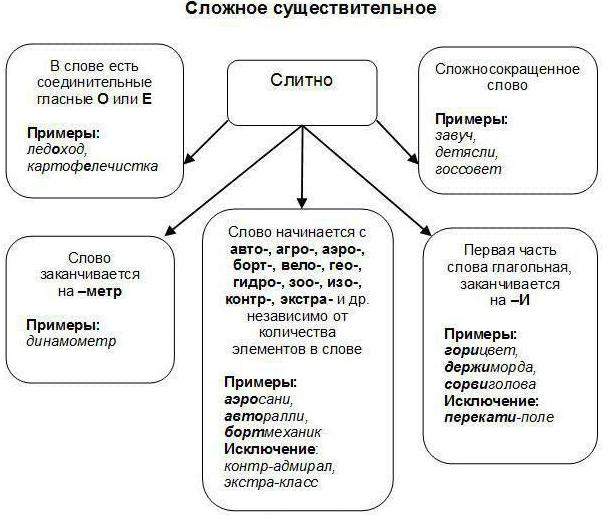 Сложное существительное
В слове есть
соединительные
гласные О или Е
Примеры:
ледоход,
картофелечистка
Слитно
Сложносокращенное
слово
Примеры:
завуч,
детясли,
госсовет
Слово
заканчивается
на –метр
Примеры:
динамометр
Слово начинается с
авто-, агро-, аэро-,
борт-, вело-, гео-,
гидро-, зоо-, изо-,
контр-, экстра- и др.
независимо от
количества
элементов в слове
Примеры:
аэросани,
авторалли,
бортмеханик
Исключение:
контр-адмирал,
экстра-класс
Первая часть
слова глагольная,
заканчивается
на –И
Примеры:
горицвет,
держиморда,
сорвиголова
Исключение:
перекати-поле